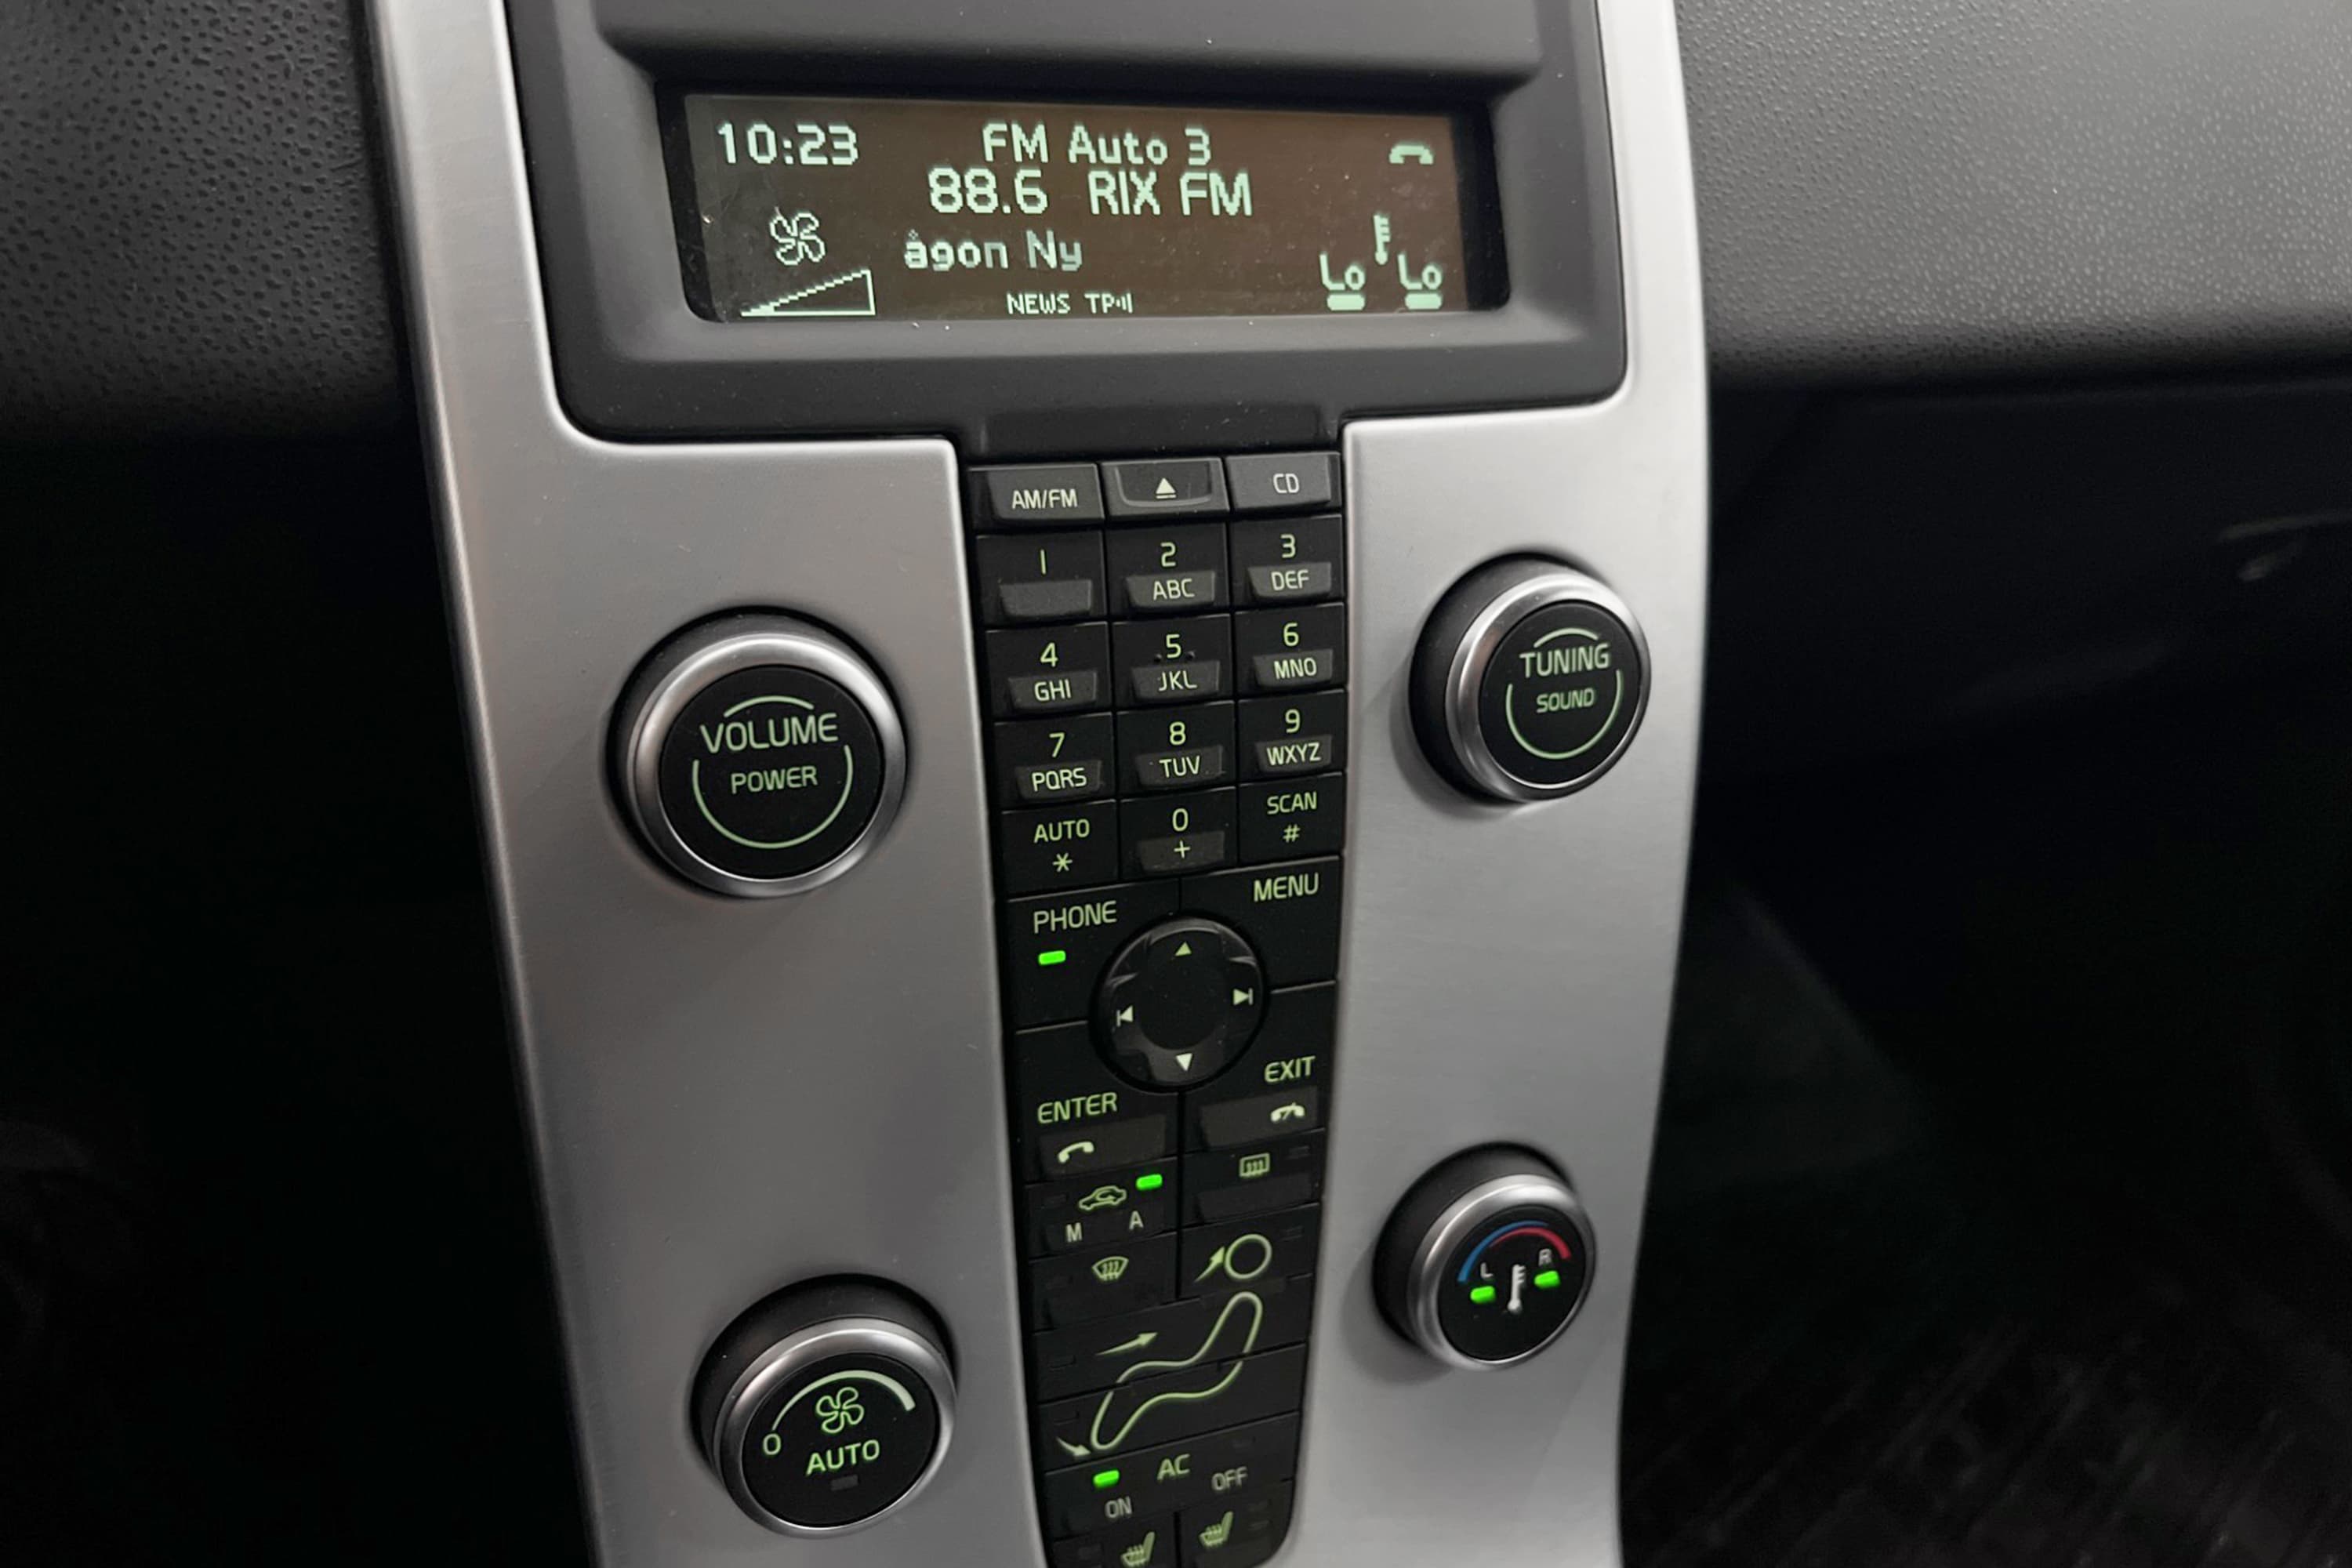 10:23
FM Auto 3
88.6 RIX FM
ågon Ny
Lo Lo
NEWS TP
AM/FM
CD
1
2
3
ABC
DEF
4
5
6
GHI
JKL
MNO
7
8
9
PQRS
TUV
WXYZ
AUTO
0
SCAN
*
+
#
VOLUME
POWER
TUNING
SOUND
PHONE
MENU
ENTER
EXIT
M A
L R
0
AUTO
AC
ON
OFF